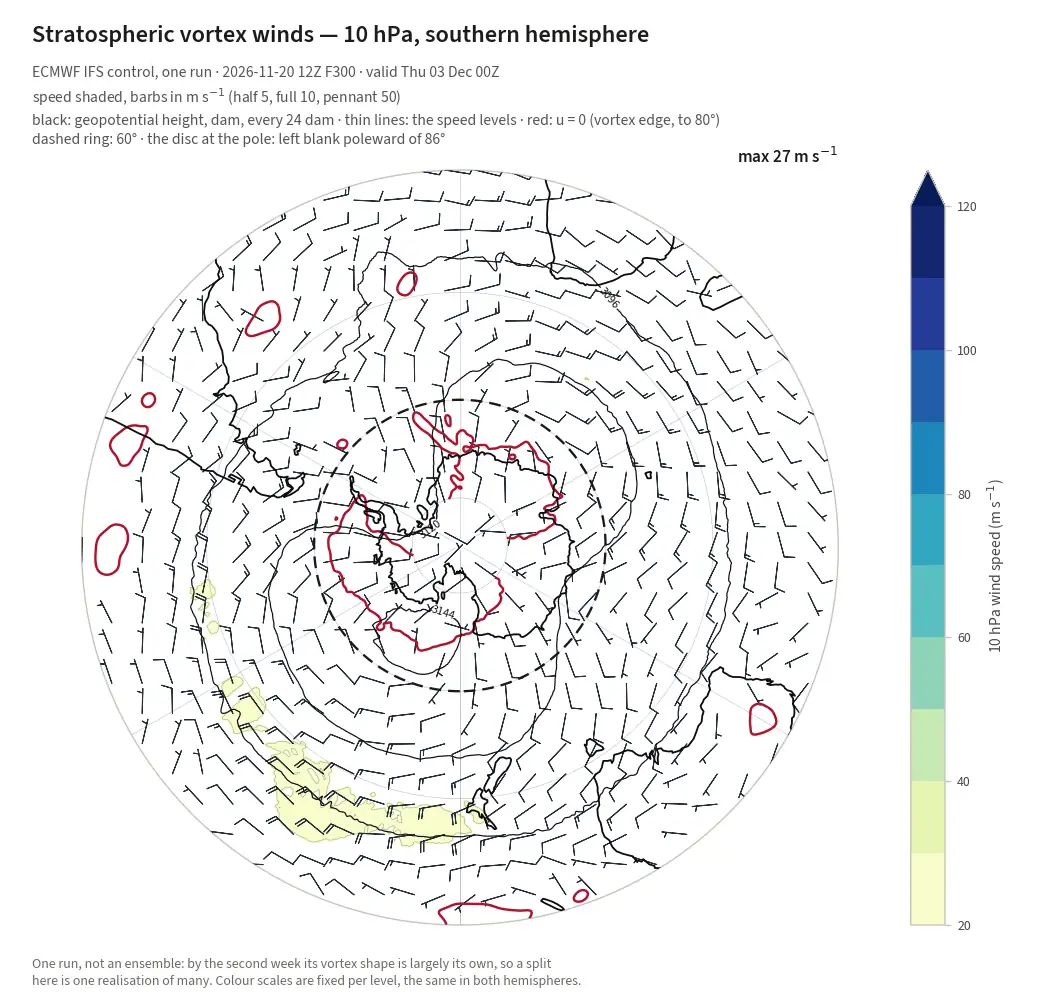 Stratospheric vortex winds — 10 hPa, southern hemisphere
ECMWF IFS control, one run · 2026-11-20 12Z F300 · valid Thu 03 Dec 00Z
speed shaded, barbs in m s⁻¹ (half 5, full 10, pennant 50)
black: geopotential height, dam, every 24 dam · thin lines: the speed levels · red: u = 0 (vortex edge, to 80°)
dashed ring: 60° · the disc at the pole: left blank poleward of 86°
max 27 m s⁻¹
120
100
80
60
40
20
10 hPa wind speed (m s⁻¹)
3096
3144
One run, not an ensemble: by the second week its vortex shape is largely its own, so a split
here is one realisation of many. Colour scales are fixed per level, the same in both hemispheres.